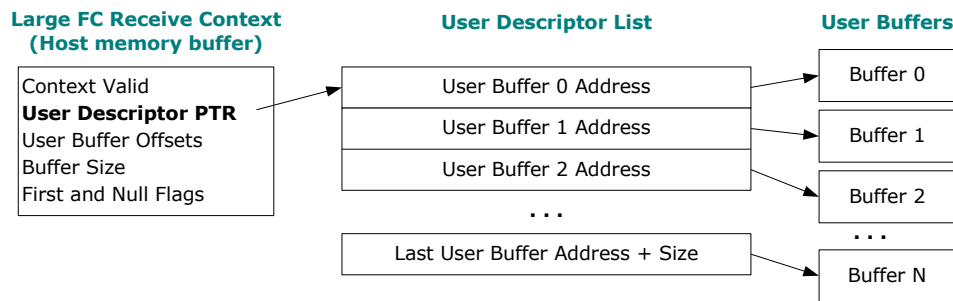 Large FC Receive Context
(Host memory buffer)
Context Valid
User Descriptor PTR
User Buffer Offsets
Buffer Size
First and Null Flags
User Descriptor List
User Buffer 0 Address
User Buffer 1 Address
User Buffer 2 Address
...
Last User Buffer Address + Size
User Buffers
Buffer 0
Buffer 1
Buffer 2
...
Buffer N